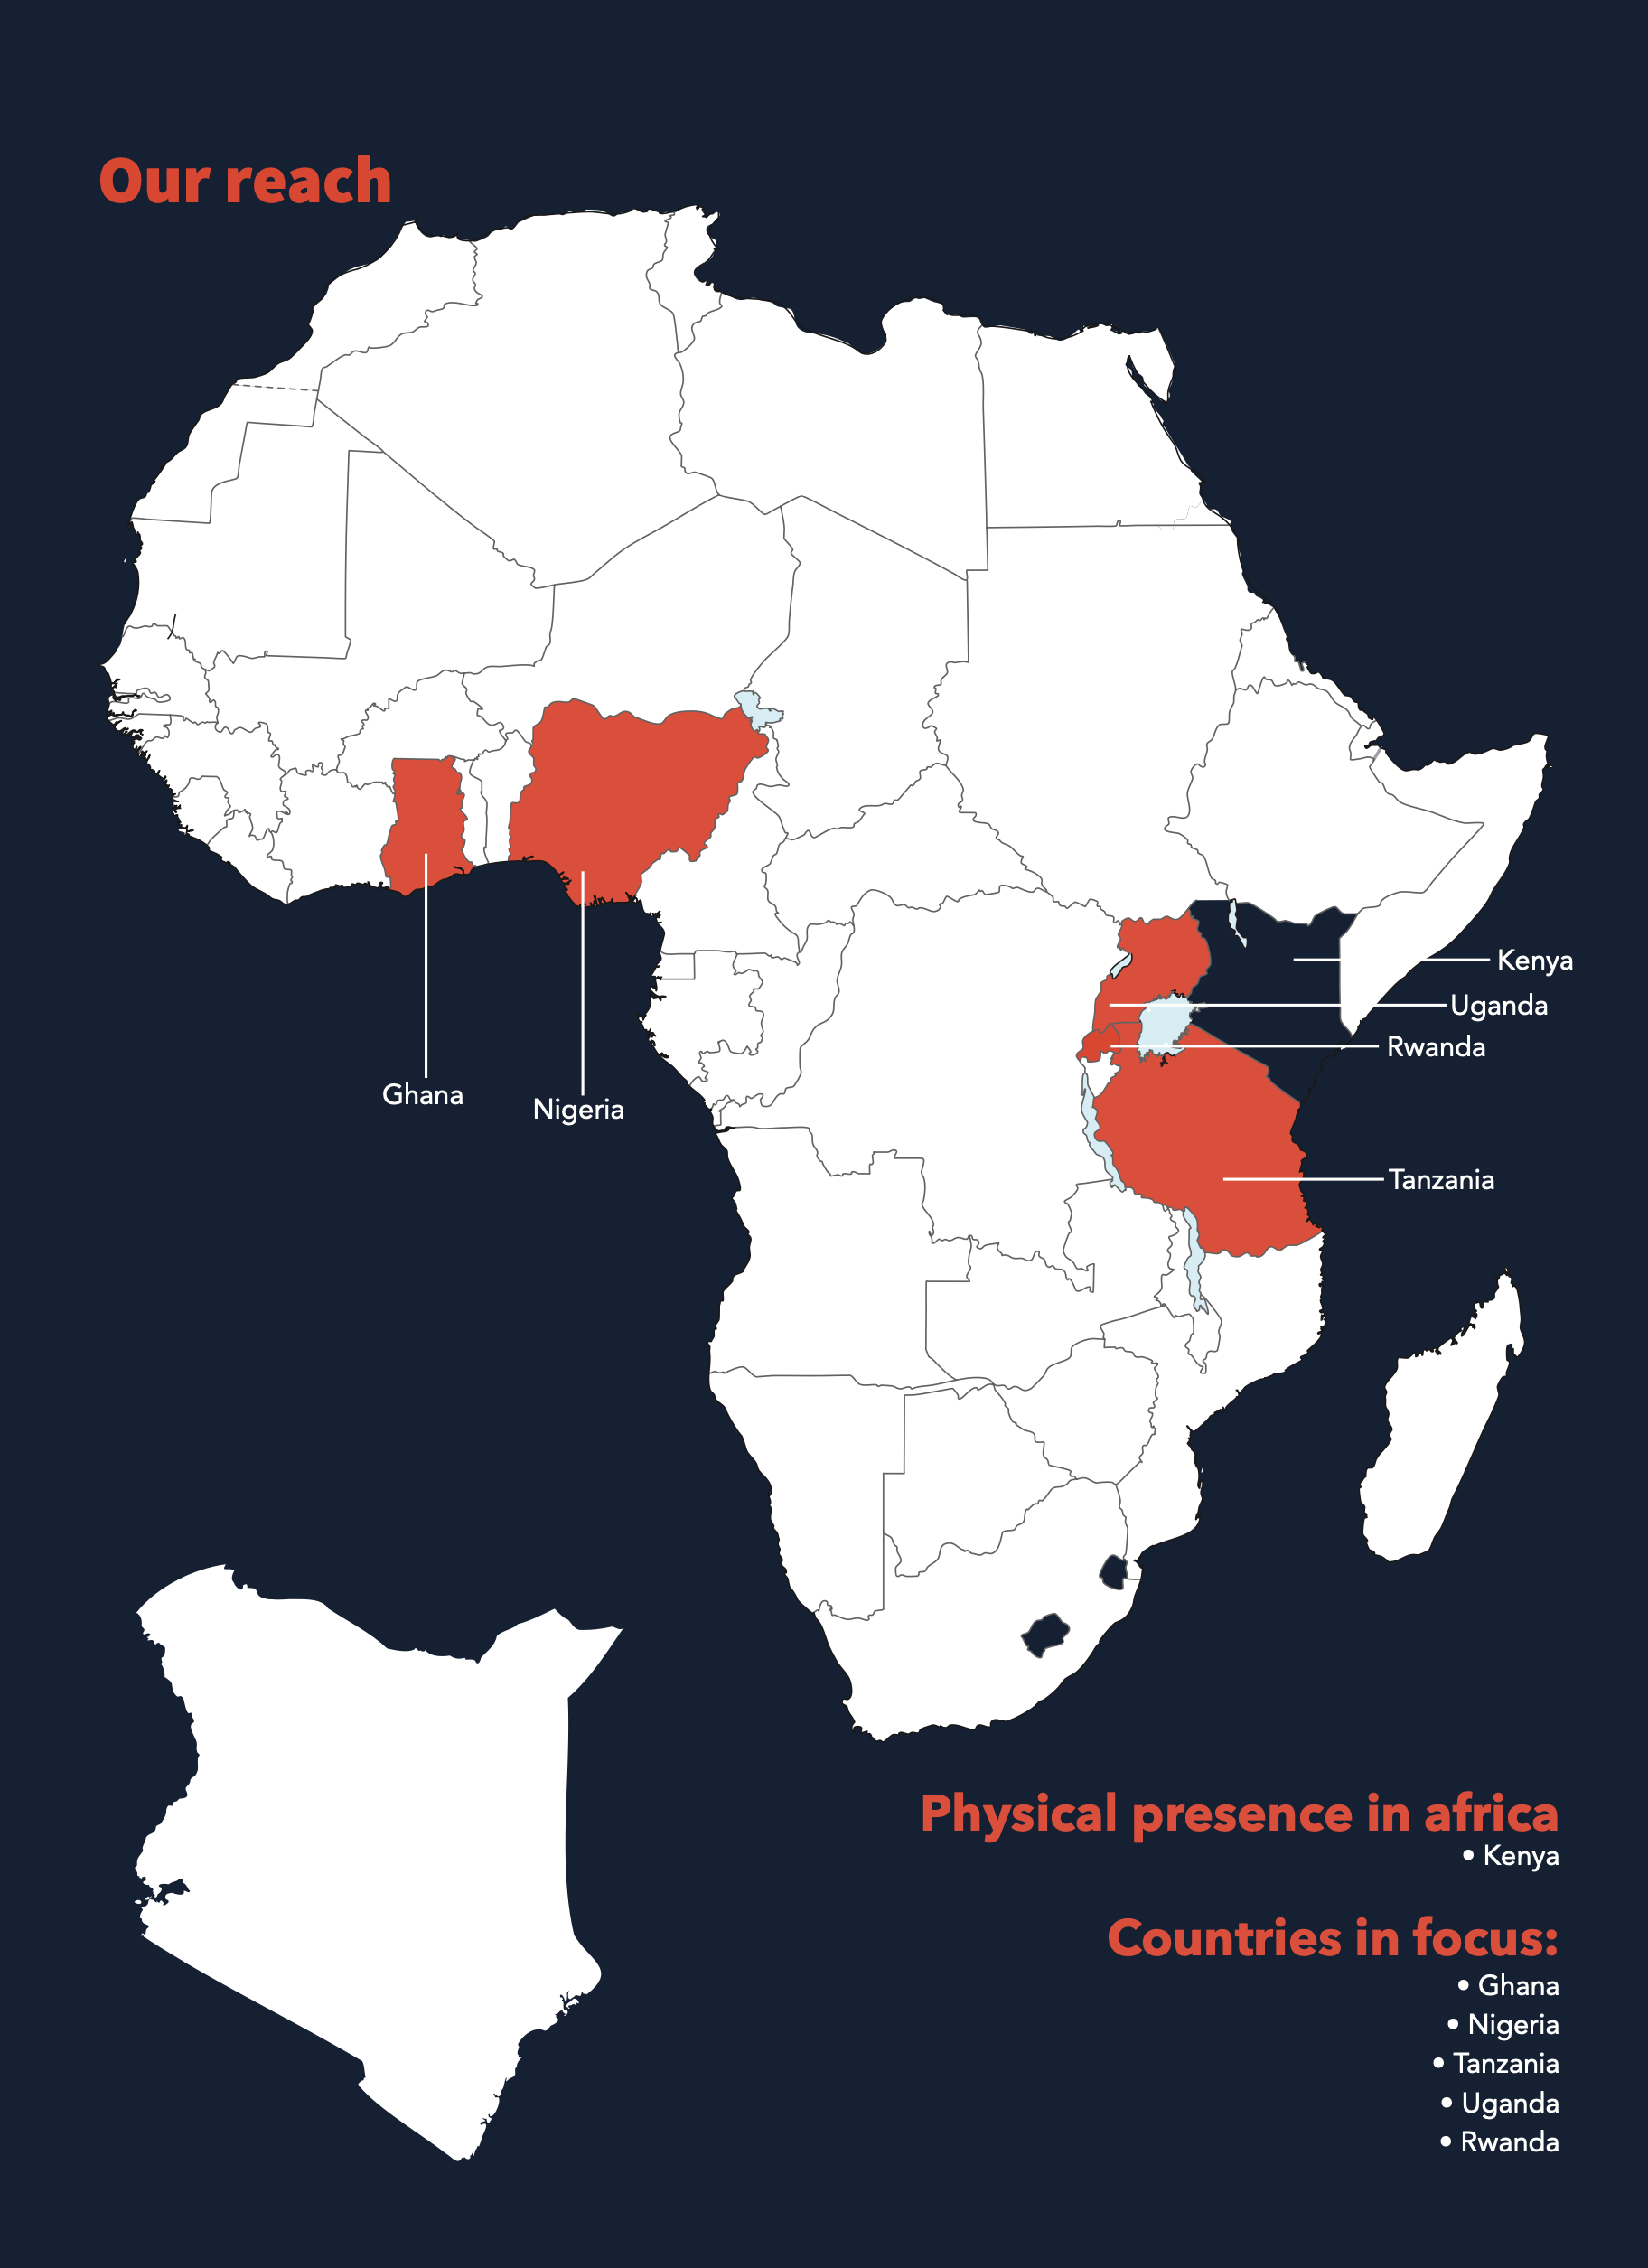 Our reach
Kenya
Uganda
Rwanda
Ghana
Nigeria
Tanzania
Physical presence in africa
• Kenya
Countries in focus:
• Ghana
• Nigeria
• Tanzania
• Uganda
• Rwanda